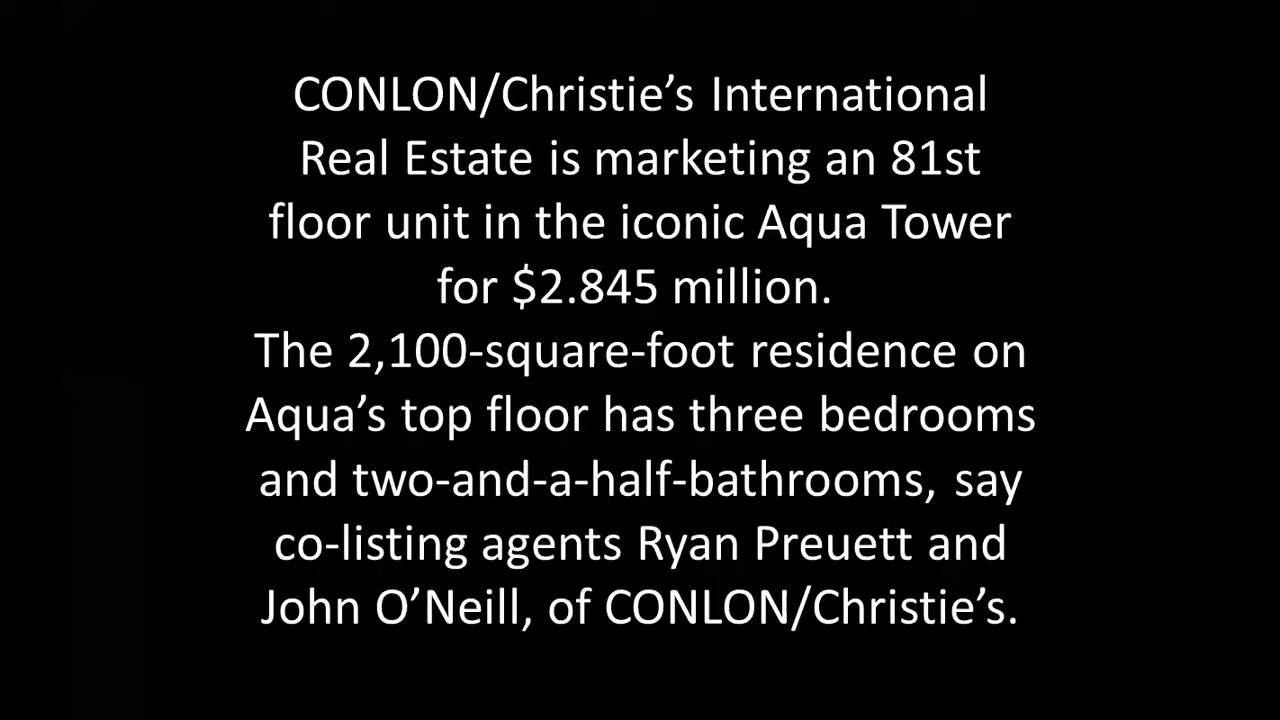 CONLON/Christie’s International
Real Estate is marketing an 81st
floor unit in the iconic Aqua Tower
for $2.845 million.
The 2,100-square-foot residence on
Aqua’s top floor has three bedrooms
and two-and-a-half-bathrooms, say
co-listing agents Ryan Preuett and
John O’Neill, of CONLON/Christie’s.